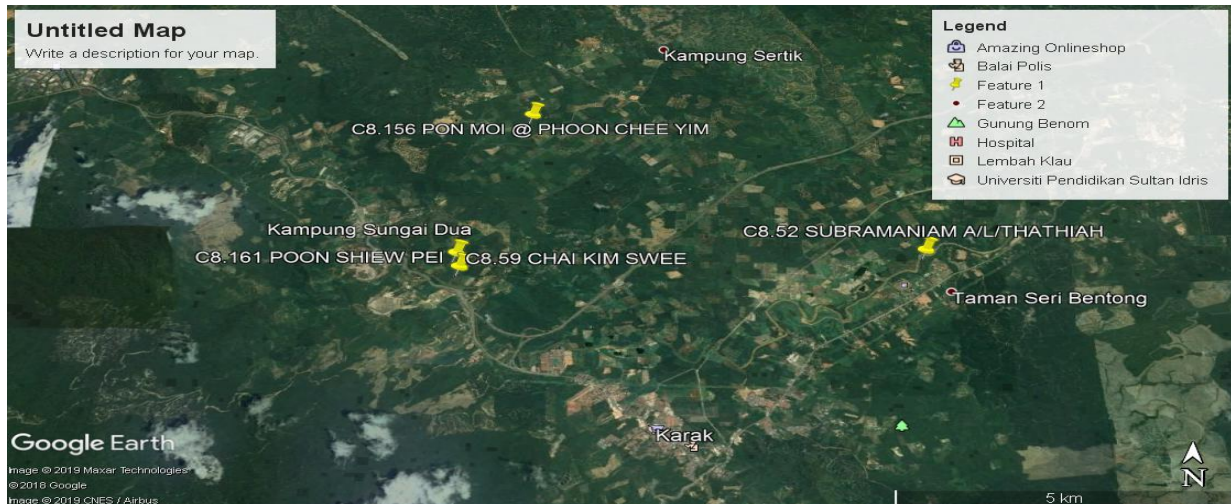 Untitled Map
Write a description for your map.
Legend
Amazing Onlineshop
Balai Polis
Feature 1
Feature 2
Gunung Benom
Hospital
Lembah Klau
Universiti Pendidikan Sultan Idris
Kampung Sertik
C8.156 PON MOI @ PHOON CHEE YIM
Kampung Sungai Dua
C8.52 SUBRAMANIAM A/L/THATHIAH
C8.161 POON SHIEW PEI
C8.59 CHAI KIM SWEE
Taman Seri Bentong
Karak
Google Earth
Image © 2019 Maxar Technologies
© 2018 Google
Image © 2019 CNES / Airbus
N
5 km